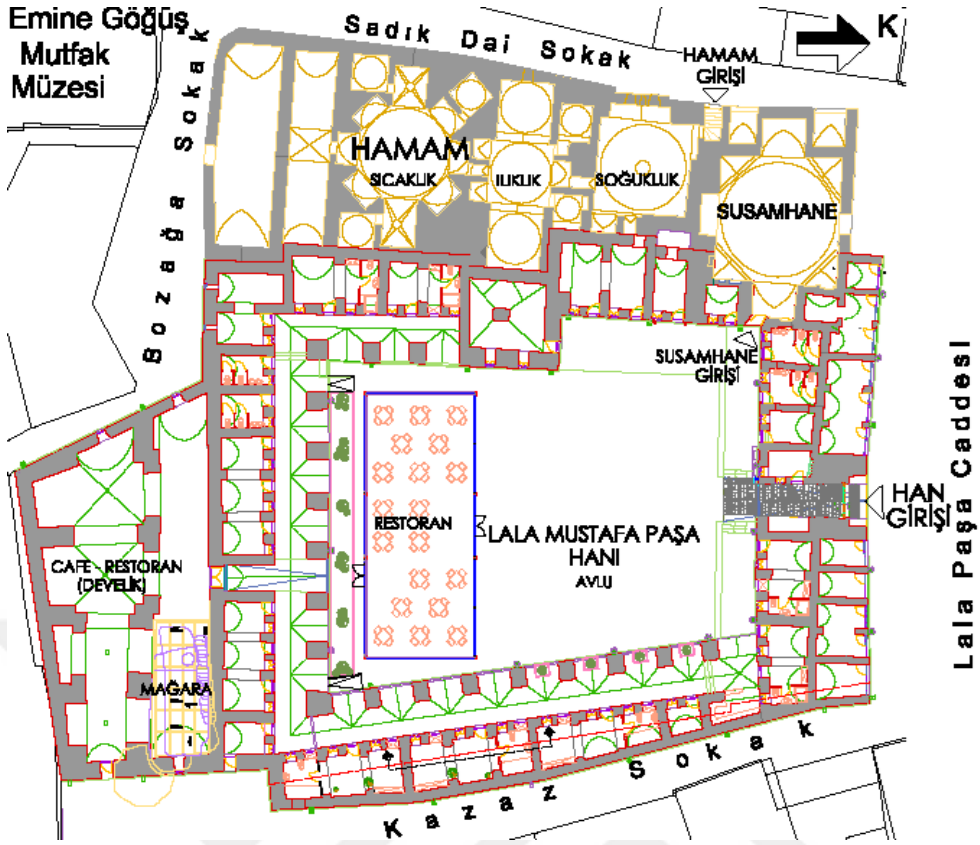 Emine Göğüş
Mutfak
Müzesi
Sadık Dai Sokak
K
HAMAM
GİRİŞİ
Bozağa Sokak
HAMAM
SICAKLIK
ILIKLIK
SOĞUKLUK
SUSAMHANE
SUSAMHANE
GİRİŞİ
Lala Paşa Caddesi
HAN
GİRİŞİ
RESTORAN
LALA MUSTAFA PAŞA
HANI
AVLU
CAFE - RESTORAN
(DEVELİK)
MAĞARA
Kazaz Sokak